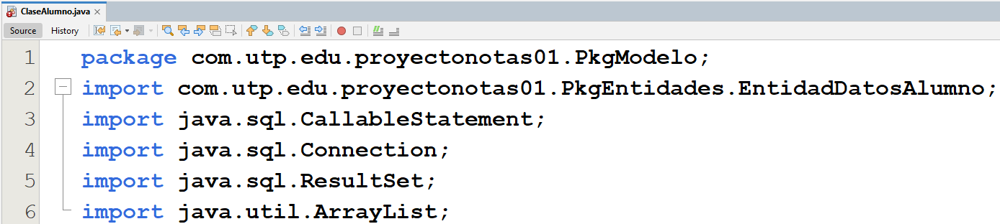 ClaseAlumno.java
Source History
1 package com.utp.edu.proyectonotas01.PkgModelo;
2 import com.utp.edu.proyectonotas01.PkgEntidades.EntidadDatosAlumno;
3 import java.sql.CallableStatement;
4 import java.sql.Connection;
5 import java.sql.ResultSet;
6 import java.util.ArrayList;